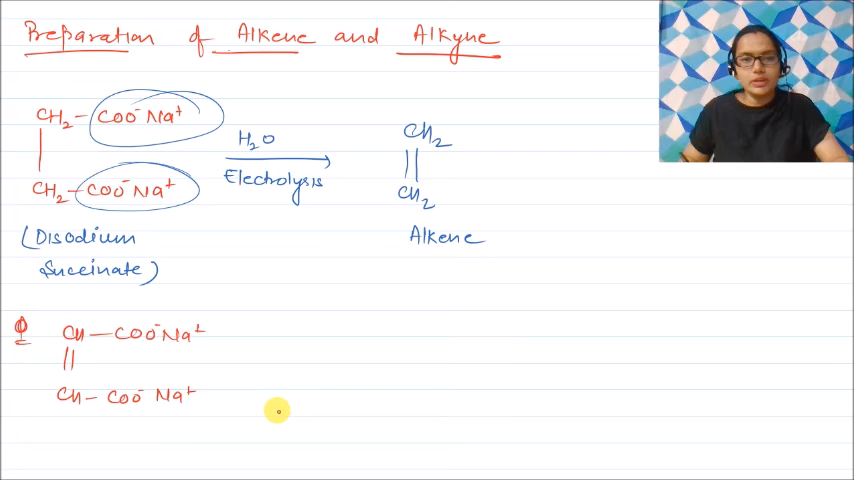 Preparation of Alkene and Alkyne
CH₂ - COO⁻Na⁺
H₂O
CH₂
||
Electrolysis
CH₂ - COO⁻Na⁺
CH₂
(Disodium
Succinate)
Alkene
Q CH - COO⁻Na⁺
||
CH - COO⁻ Na⁺